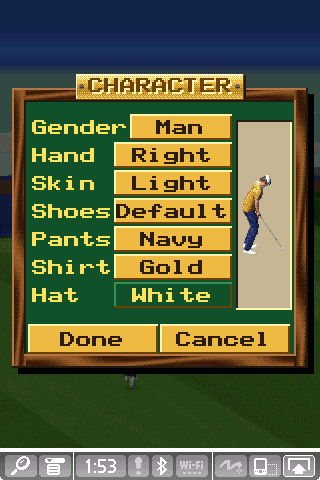 CHARACTER
Gender Man
Hand Right
Skin Light
Shoes Default
Pants Navy
Shirt Gold
Hat White
Done Cancel
1:53 ! Wi-Fi